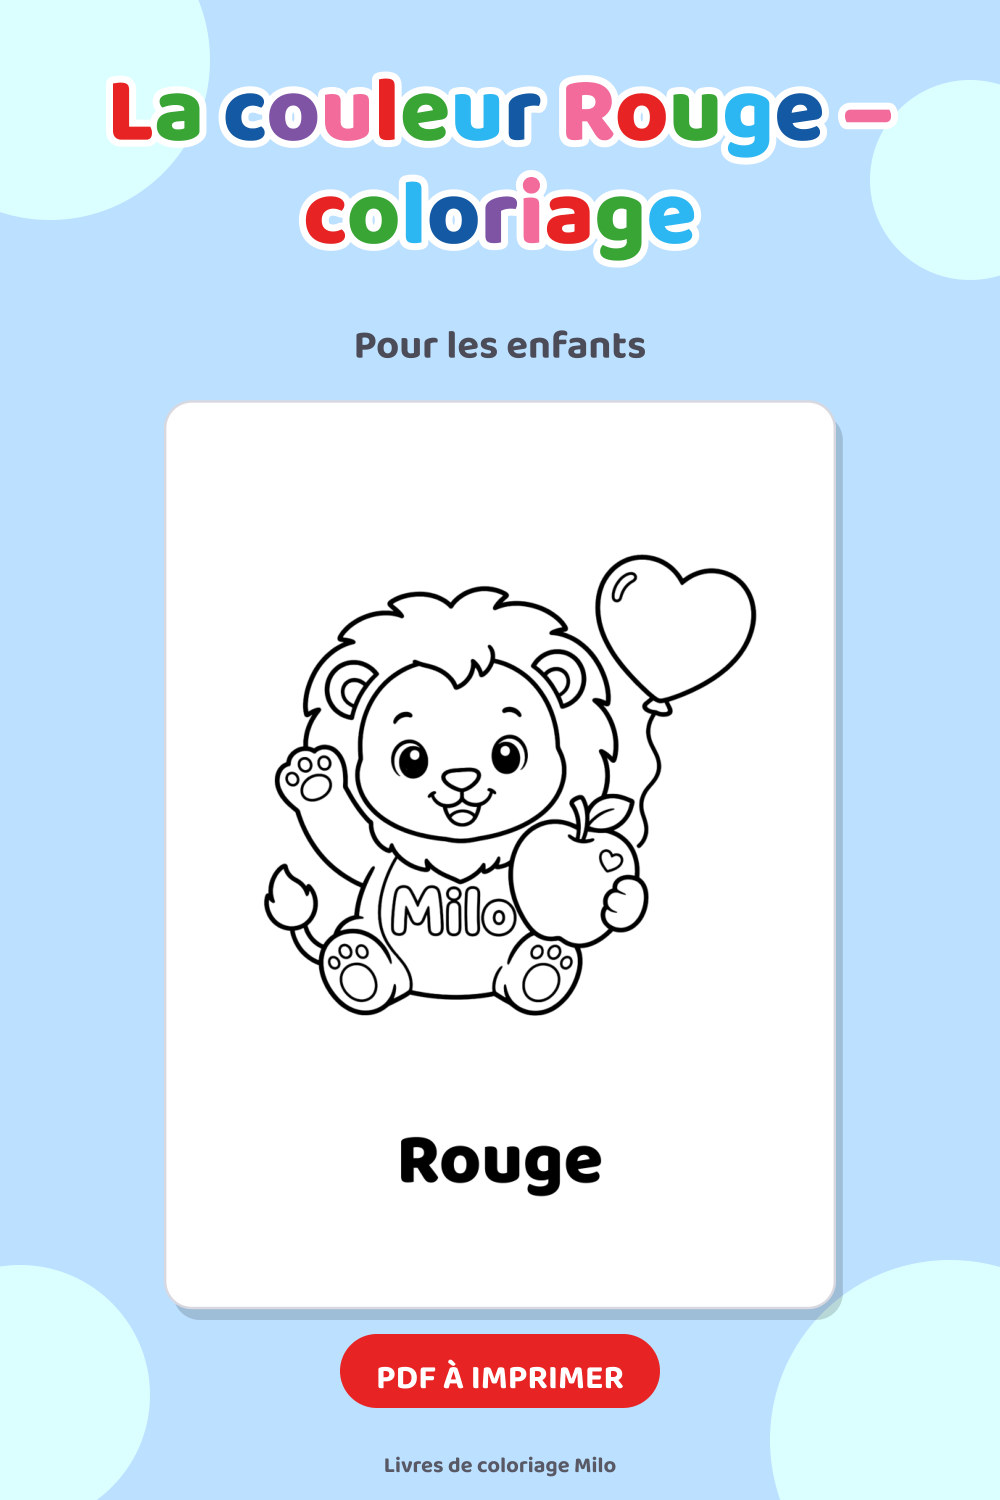 La couleur Rouge –
coloriage
Pour les enfants
Milo
Rouge
PDF À IMPRIMER
Livres de coloriage Milo